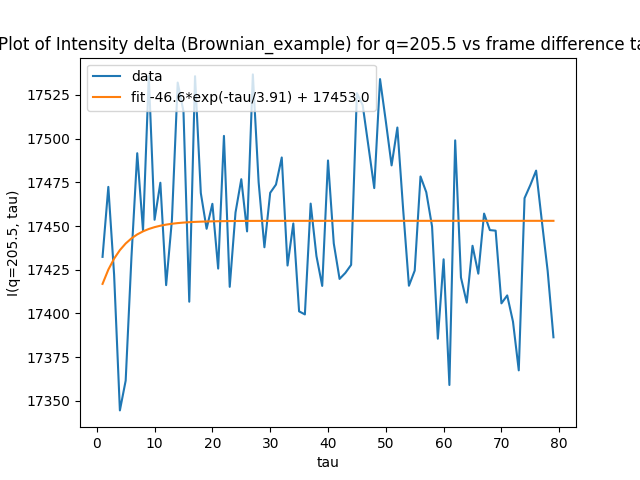 Plot of Intensity delta (Brownian_example) for q=205.5 vs frame difference ta
data
fit -46.6*exp(-tau/3.91) + 17453.0
I(q=205.5, tau)
17525
17500
17475
17450
17425
17400
17375
17350
0 10 20 30 40 50 60 70 80
tau